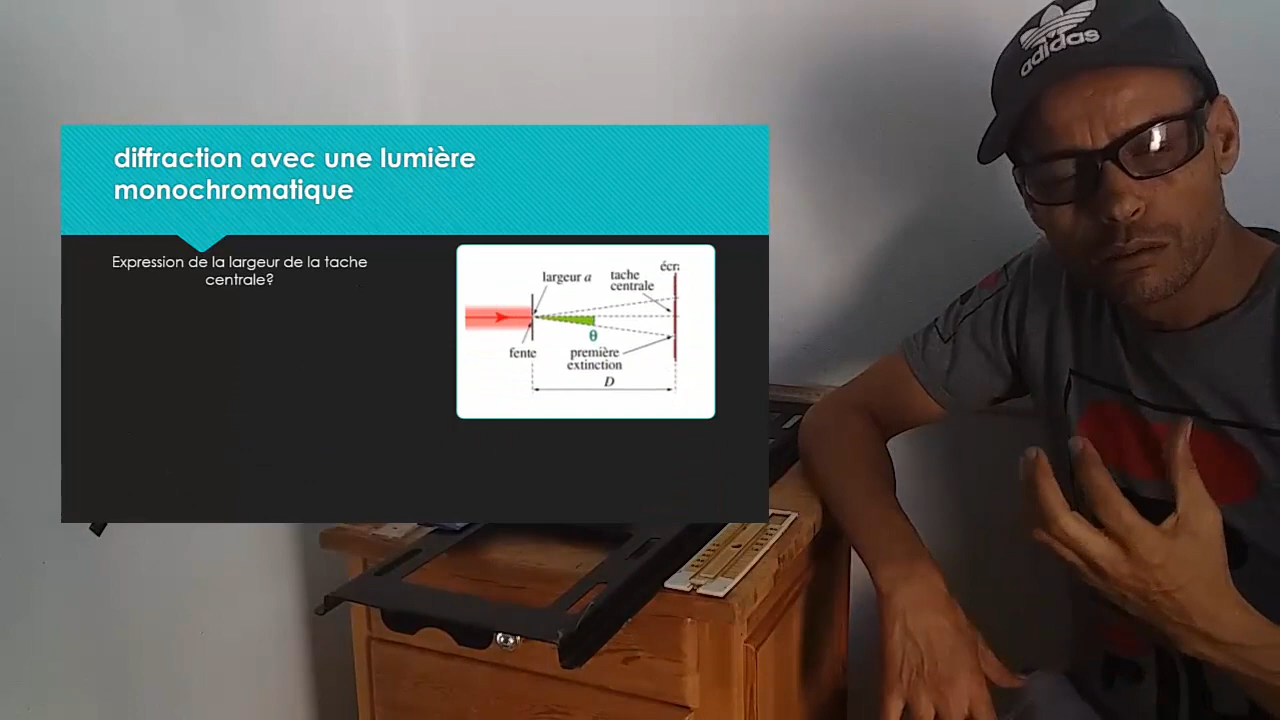 adidas
diffraction avec une lumière
monochromatique
Expression de la largeur de la tache
centrale?
largeur a
tache
centrale
écr
θ
fente
première
extinction
D